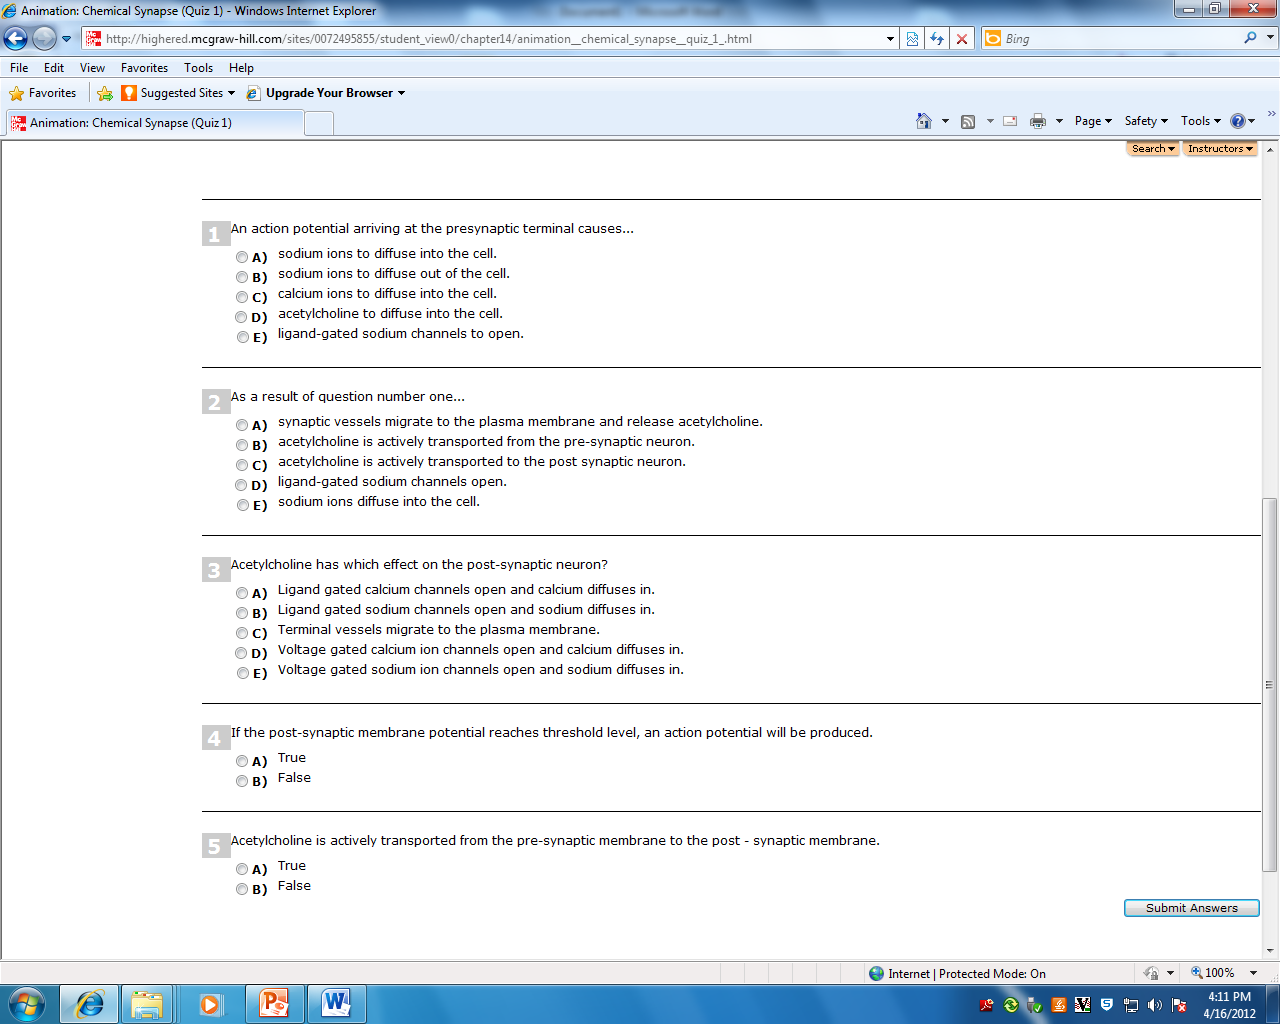 Animation: Chemical Synapse (Quiz 1) - Windows Internet Explorer
http://highered.mcgraw-hill.com/sites/0072495855/student_view0/chapter14/animation__chemical_synapse__quiz_1_.html
Bing
File Edit View Favorites Tools Help
Favorites Suggested Sites Upgrade Your Browser
Animation: Chemical Synapse (Quiz 1)
Page Safety Tools
Search Instructors
1 An action potential arriving at the presynaptic terminal causes...
A) sodium ions to diffuse into the cell.
B) sodium ions to diffuse out of the cell.
C) calcium ions to diffuse into the cell.
D) acetylcholine to diffuse into the cell.
E) ligand-gated sodium channels to open.
2 As a result of question number one...
A) synaptic vessels migrate to the plasma membrane and release acetylcholine.
B) acetylcholine is actively transported from the pre-synaptic neuron.
C) acetylcholine is actively transported to the post synaptic neuron.
D) ligand-gated sodium channels open.
E) sodium ions diffuse into the cell.
3 Acetylcholine has which effect on the post-synaptic neuron?
A) Ligand gated calcium channels open and calcium diffuses in.
B) Ligand gated sodium channels open and sodium diffuses in.
C) Terminal vessels migrate to the plasma membrane.
D) Voltage gated calcium ion channels open and calcium diffuses in.
E) Voltage gated sodium ion channels open and sodium diffuses in.
4 If the post-synaptic membrane potential reaches threshold level, an action potential will be produced.
A) True
B) False
5 Acetylcholine is actively transported from the pre-synaptic membrane to the post - synaptic membrane.
A) True
B) False
Submit Answers
Internet | Protected Mode: On
100%
4:11 PM
4/16/2012